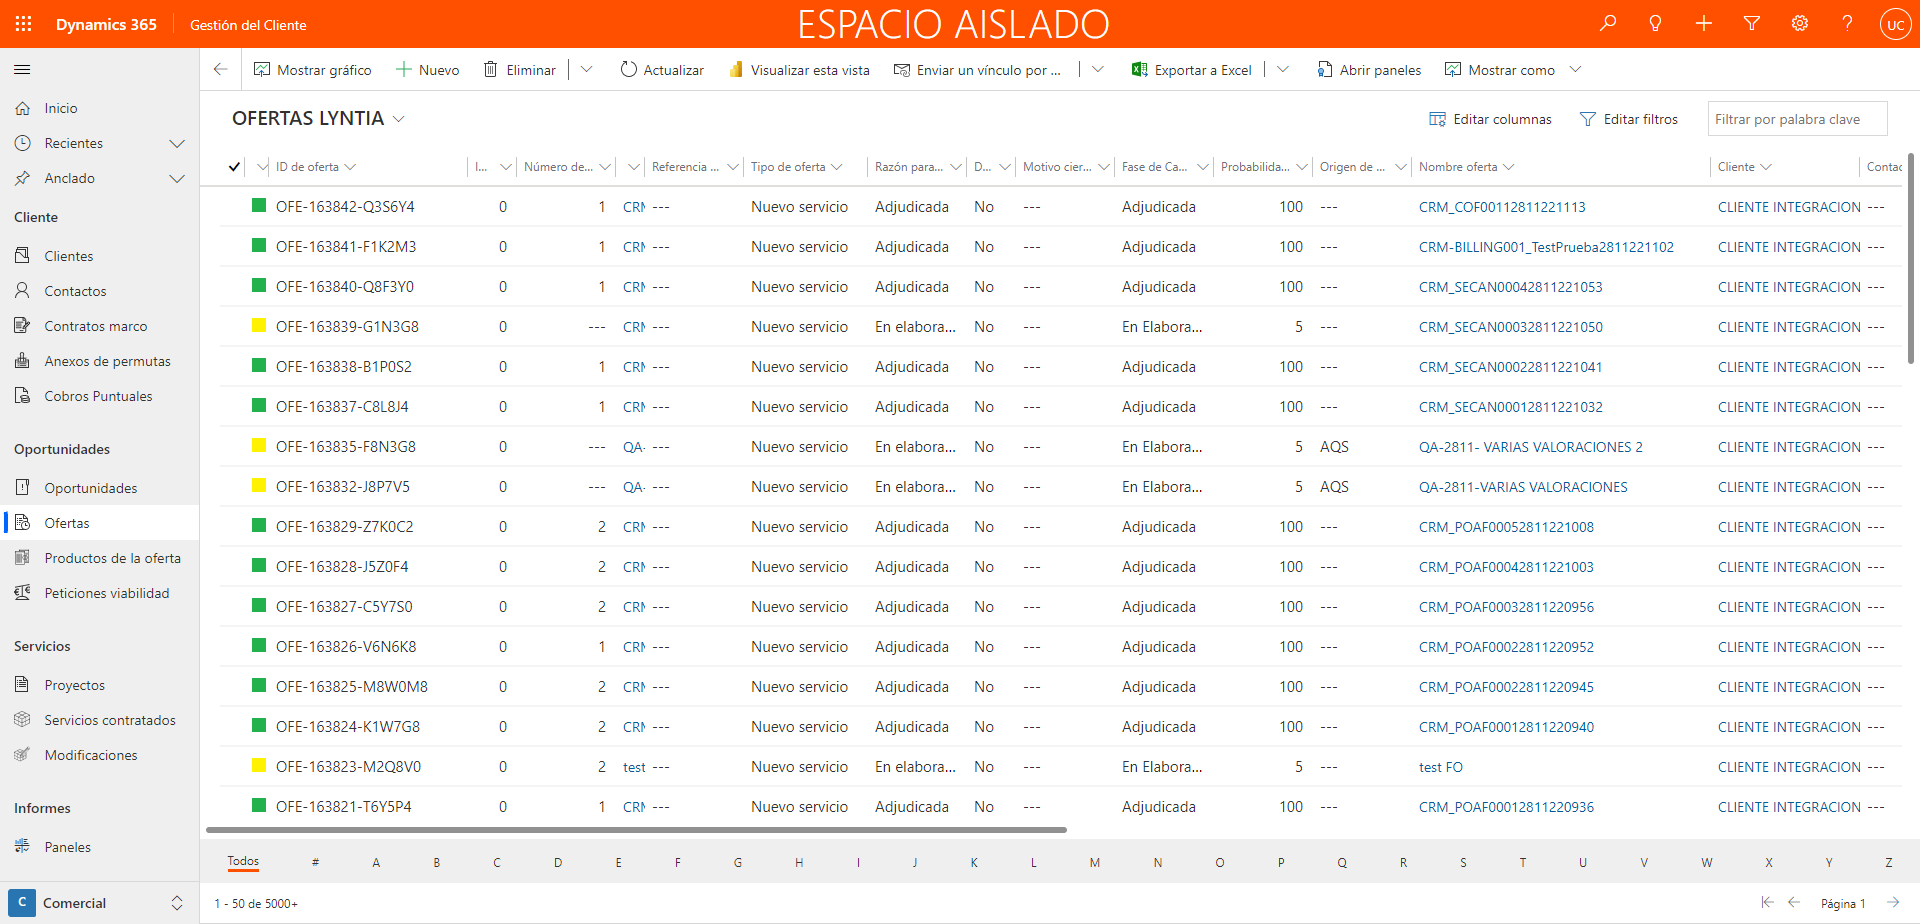 Dynamics 365 Gestión del Cliente ESPACIO AISLADO UC
Mostrar gráfico Nuevo Eliminar Actualizar Visualizar esta vista Enviar un vínculo por ... Exportar a Excel Abrir paneles Mostrar como
Inicio
Recientes
Anclado
Cliente
Clientes
Contactos
Contratos marco
Anexos de permutas
Cobros Puntuales
Oportunidades
Oportunidades
Ofertas
Productos de la oferta
Peticiones viabilidad
Servicios
Proyectos
Servicios contratados
Modificaciones
Informes
Paneles
C Comercial
OFERTAS LYNTIA Editar columnas Editar filtros Filtrar por palabra clave
ID de oferta I... Número de... Referencia ... Tipo de oferta Razón para... D... Motivo cier... Fase de Ca... Probabilida... Origen de ... Nombre oferta Cliente Contac
OFE-163842-Q3S6Y4 0 1 CRM --- Nuevo servicio Adjudicada No --- Adjudicada 100 --- CRM_COF00112811221113 CLIENTE INTEGRACION ---
OFE-163841-F1K2M3 0 1 CRM --- Nuevo servicio Adjudicada No --- Adjudicada 100 --- CRM-BILLING001_TestPrueba2811221102 CLIENTE INTEGRACION ---
OFE-163840-Q8F3Y0 0 1 CRM --- Nuevo servicio Adjudicada No --- Adjudicada 100 --- CRM_SECAN00042811221053 CLIENTE INTEGRACION ---
OFE-163839-G1N3G8 0 --- CRM --- Nuevo servicio En elabora... No --- En Elabora... 5 --- CRM_SECAN00032811221050 CLIENTE INTEGRACION ---
OFE-163838-B1P0S2 0 1 CRM --- Nuevo servicio Adjudicada No --- Adjudicada 100 --- CRM_SECAN00022811221041 CLIENTE INTEGRACION ---
OFE-163837-C8L8J4 0 1 CRM --- Nuevo servicio Adjudicada No --- Adjudicada 100 --- CRM_SECAN00012811221032 CLIENTE INTEGRACION ---
OFE-163835-F8N3G8 0 --- QA- --- Nuevo servicio En elabora... No --- En Elabora... 5 AQS QA-2811- VARIAS VALORACIONES 2 CLIENTE INTEGRACION ---
OFE-163832-J8P7V5 0 --- QA- --- Nuevo servicio En elabora... No --- En Elabora... 5 AQS QA-2811-VARIAS VALORACIONES CLIENTE INTEGRACION ---
OFE-163829-Z7K0C2 0 2 CRM --- Nuevo servicio Adjudicada No --- Adjudicada 100 --- CRM_POAF00052811221008 CLIENTE INTEGRACION ---
OFE-163828-J5Z0F4 0 2 CRM --- Nuevo servicio Adjudicada No --- Adjudicada 100 --- CRM_POAF00042811221003 CLIENTE INTEGRACION ---
OFE-163827-C5Y7S0 0 2 CRM --- Nuevo servicio Adjudicada No --- Adjudicada 100 --- CRM_POAF00032811220956 CLIENTE INTEGRACION ---
OFE-163826-V6N6K8 0 1 CRM --- Nuevo servicio Adjudicada No --- Adjudicada 100 --- CRM_POAF00022811220952 CLIENTE INTEGRACION ---
OFE-163825-M8W0M8 0 2 CRM --- Nuevo servicio Adjudicada No --- Adjudicada 100 --- CRM_POAF00022811220945 CLIENTE INTEGRACION ---
OFE-163824-K1W7G8 0 2 CRM --- Nuevo servicio Adjudicada No --- Adjudicada 100 --- CRM_POAF00012811220940 CLIENTE INTEGRACION ---
OFE-163823-M2Q8V0 0 2 test --- Nuevo servicio En elabora... No --- En Elabora... 5 --- test FO CLIENTE INTEGRACION ---
OFE-163821-T6Y5P4 0 1 CRM --- Nuevo servicio Adjudicada No --- Adjudicada 100 --- CRM_POAF00012811220936 CLIENTE INTEGRACION ---
Todos # A B C D E F G H I J K L M N O P Q R S T U V W X Y Z
1 - 50 de 5000+ Página 1